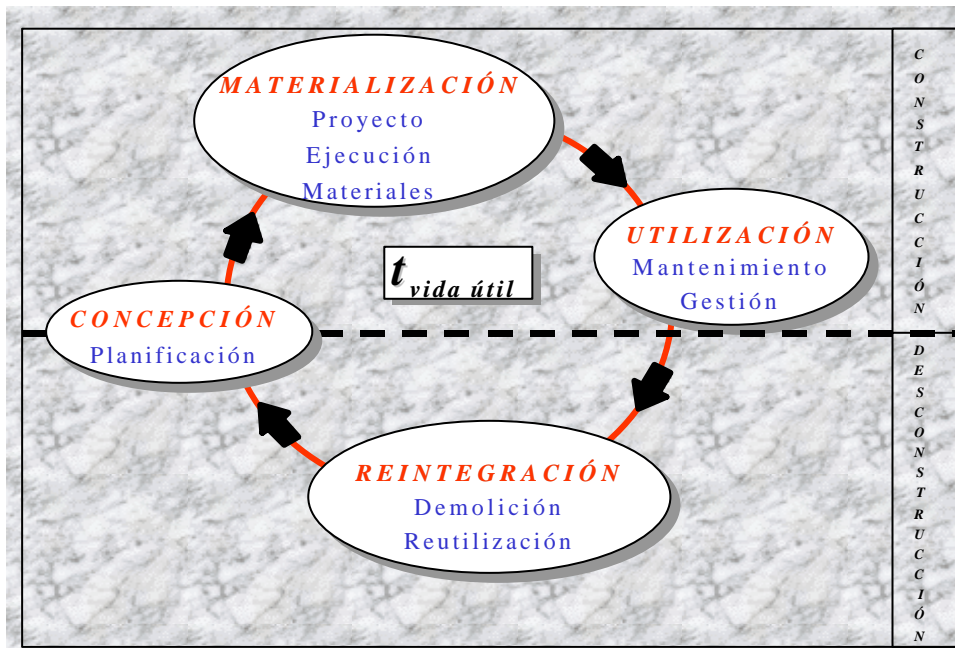 MATERIALIZACIÓN
Proyecto
Ejecución
Materiales
UTILIZACIÓN
Mantenimiento
Gestión
t vida útil
CONCEPCIÓN
Planificación
REINTEGRACIÓN
Demolición
Reutilización
CONSTRUCCIÓN
DESCONSTRUCCIÓN